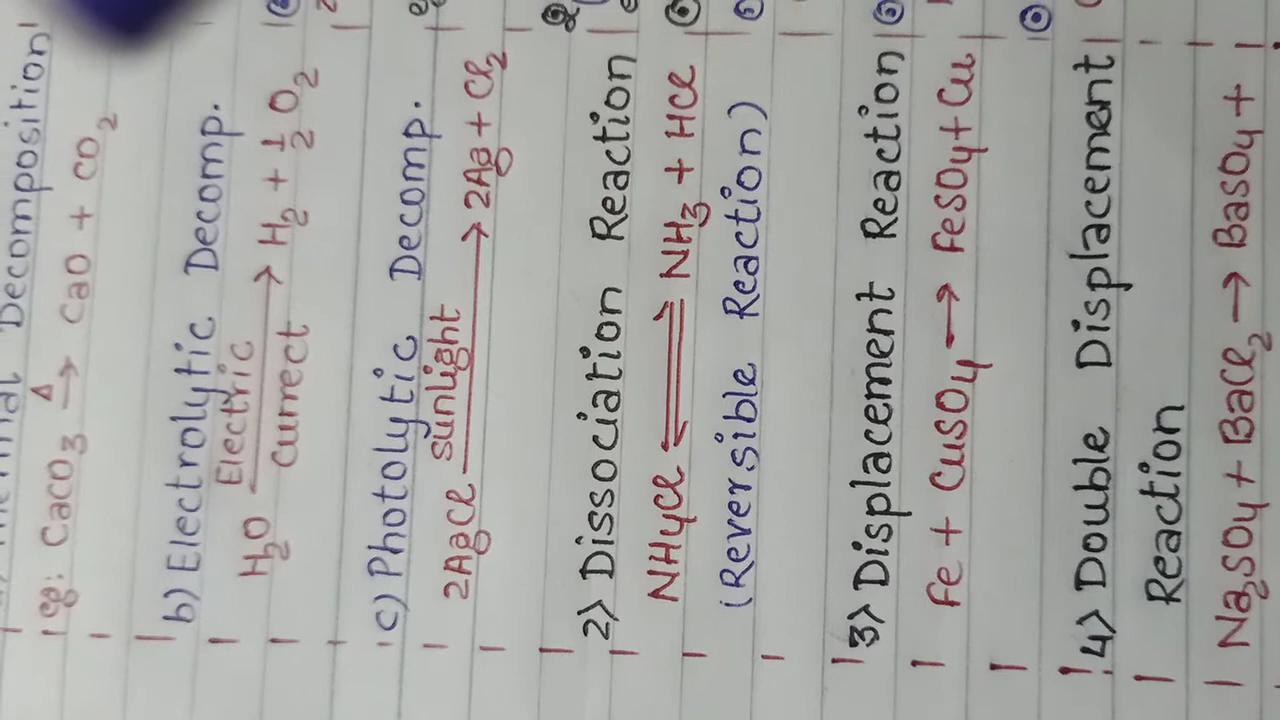 Thermal Decomposition
eg: CaCO3 Δ→ CaO + CO2
b) Electrolytic Decomp.
H2O Electric Current → H2 + 1/2 O2
c) Photolytic Decomp.
2AgCl sunlight → 2Ag + Cl2
2> Dissociation Reaction
NH4Cl ⇌ NH3 + HCl
(Reversible Reaction)
3> Displacement Reaction
Fe + CuSO4 → FeSO4 + Cu
4> Double Displacement
Reaction
Na2SO4 + BaCl2 → BaSO4 +